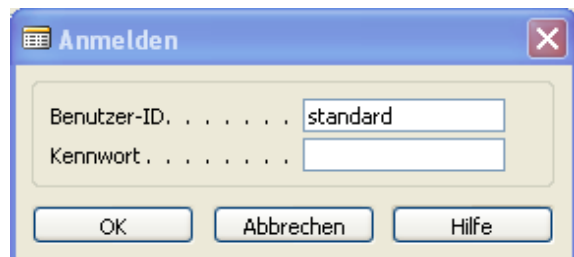 Anmelden
Benutzer-ID. . . . . . . standard
Kennwort . . . . . . . .
OK Abbrechen Hilfe